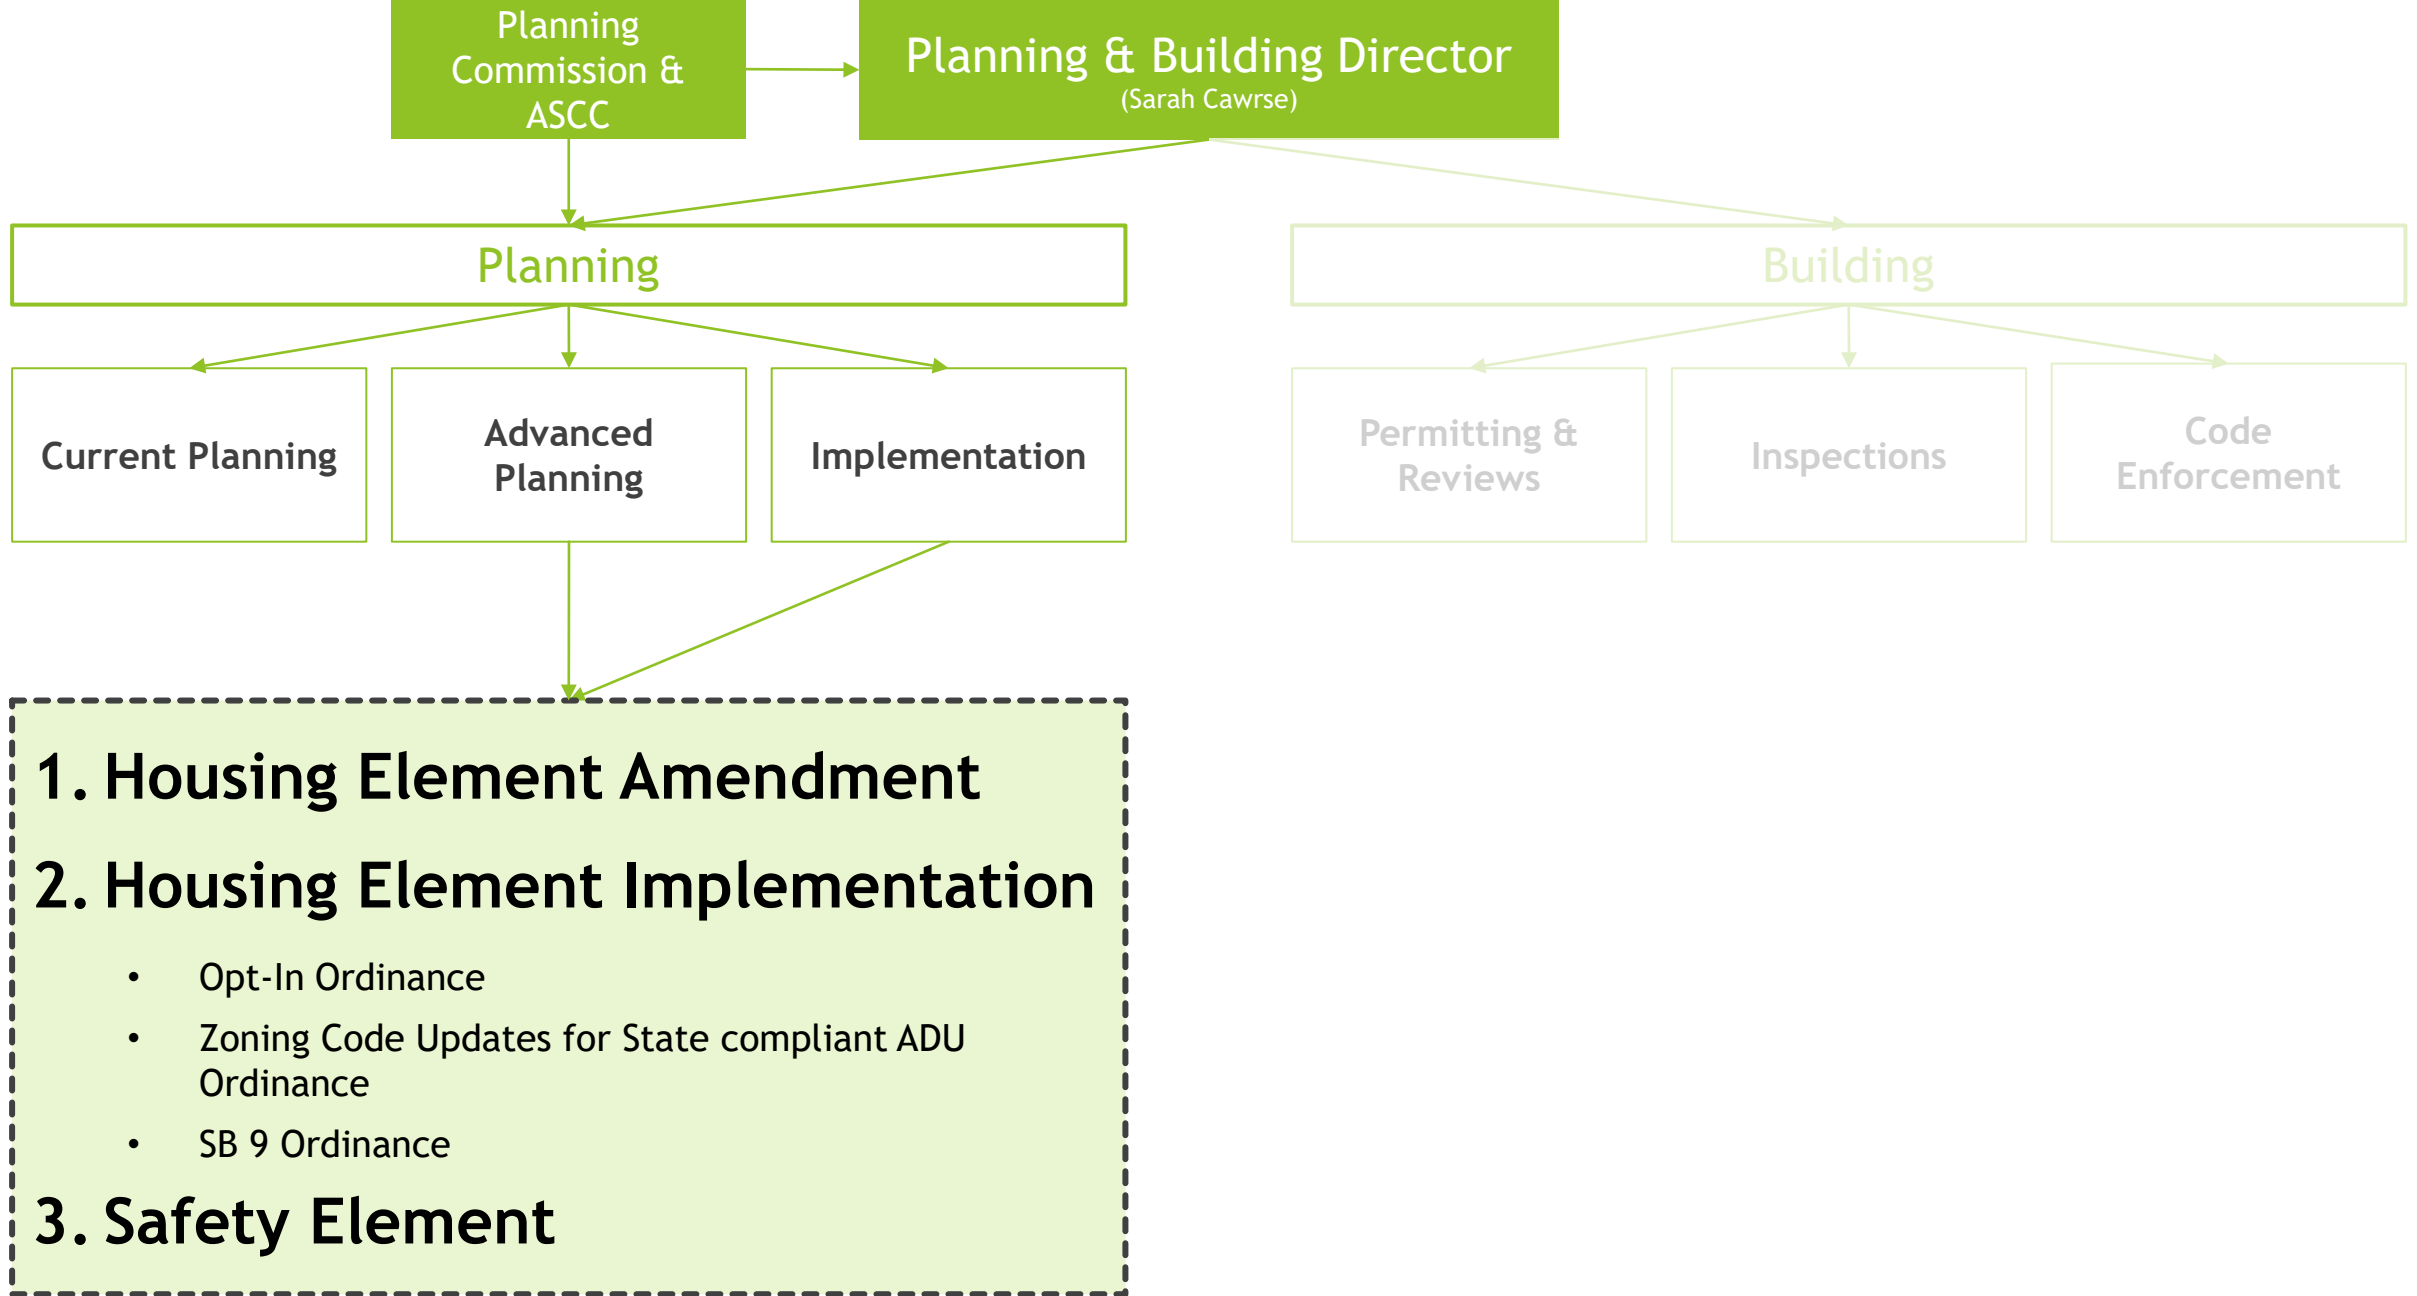 Planning
Commission &
ASCC
Planning & Building Director
(Sarah Cawrse)
Planning
Building
Current Planning
Advanced
Planning
Implementation
Permitting &
Reviews
Inspections
Code
Enforcement
1. Housing Element Amendment
2. Housing Element Implementation
• Opt-In Ordinance
• Zoning Code Updates for State compliant ADU
Ordinance
• SB 9 Ordinance
3. Safety Element